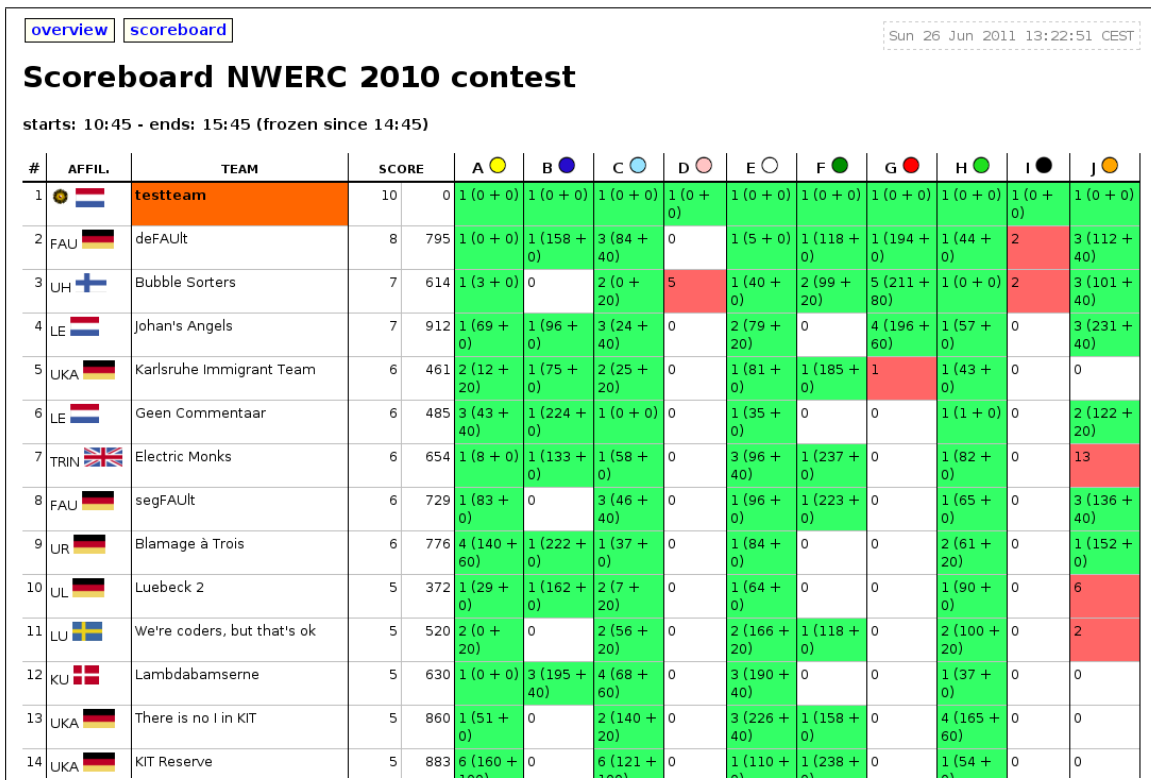 overview scoreboard
Sun 26 Jun 2011 13:22:51 CEST
Scoreboard NWERC 2010 contest
starts: 10:45 - ends: 15:45 (frozen since 14:45)
# AFFIL. TEAM SCORE A B C D E F G H I J
1 testteam 10 0 1 (0 + 0) 1 (0 + 0) 1 (0 + 0) 1 (0 + 1 (0 + 0) 1 (0 + 0) 1 (0 + 0) 1 (0 + 0) 1 (0 + 1 (0 + 0)
0) 0)
2 FAU deFAUlt 8 795 1 (0 + 0) 1 (158 + 3 (84 + 0 1 (5 + 0) 1 (118 + 1 (194 + 1 (44 + 2 3 (112 +
0) 40) 0) 0) 0) 40)
3 UH Bubble Sorters 7 614 1 (3 + 0) 0 2 (0 + 5 1 (40 + 2 (99 + 5 (211 + 1 (0 + 0) 2 3 (101 +
20) 0) 20) 80) 40)
4 LE Johan's Angels 7 912 1 (69 + 1 (96 + 3 (24 + 0 2 (79 + 0 4 (196 + 1 (57 + 0 3 (231 +
0) 0) 40) 20) 60) 0) 40)
5 UKA Karlsruhe Immigrant Team 6 461 2 (12 + 1 (75 + 2 (25 + 0 1 (81 + 1 (185 + 1 1 (43 + 0 0
20) 0) 20) 0) 0) 0)
6 LE Geen Commentaar 6 485 3 (43 + 1 (224 + 1 (0 + 0) 0 1 (35 + 0 0 1 (1 + 0) 0 2 (122 +
40) 0) 0) 20)
7 TRIN Electric Monks 6 654 1 (8 + 0) 1 (133 + 1 (58 + 0 3 (96 + 1 (237 + 0 1 (82 + 0 13
0) 0) 40) 0) 0)
8 FAU segFAUlt 6 729 1 (83 + 0 3 (46 + 0 1 (96 + 1 (223 + 0 1 (65 + 0 3 (136 +
0) 40) 0) 0) 0) 40)
9 UR Blamage à Trois 6 776 4 (140 + 1 (222 + 1 (37 + 0 1 (84 + 0 0 2 (61 + 0 1 (152 +
60) 0) 0) 0) 20) 0)
10 UL Luebeck 2 5 372 1 (29 + 1 (162 + 2 (7 + 0 1 (64 + 0 0 1 (90 + 0 6
0) 0) 20) 0) 0)
11 LU We're coders, but that's ok 5 520 2 (0 + 0 2 (56 + 0 2 (166 + 1 (118 + 0 2 (100 + 0 2
20) 20) 20) 0) 20)
12 KU Lambdabamserne 5 630 1 (0 + 0) 3 (195 + 4 (68 + 0 3 (190 + 0 0 1 (37 + 0 0
40) 60) 40) 0)
13 UKA There is no I in KIT 5 860 1 (51 + 0 2 (140 + 0 3 (226 + 1 (158 + 0 4 (165 + 0 0
0) 20) 40) 0) 60)
14 UKA KIT Reserve 5 883 6 (160 + 0 6 (121 + 0 1 (110 + 1 (238 + 0 1 (54 + 0 0